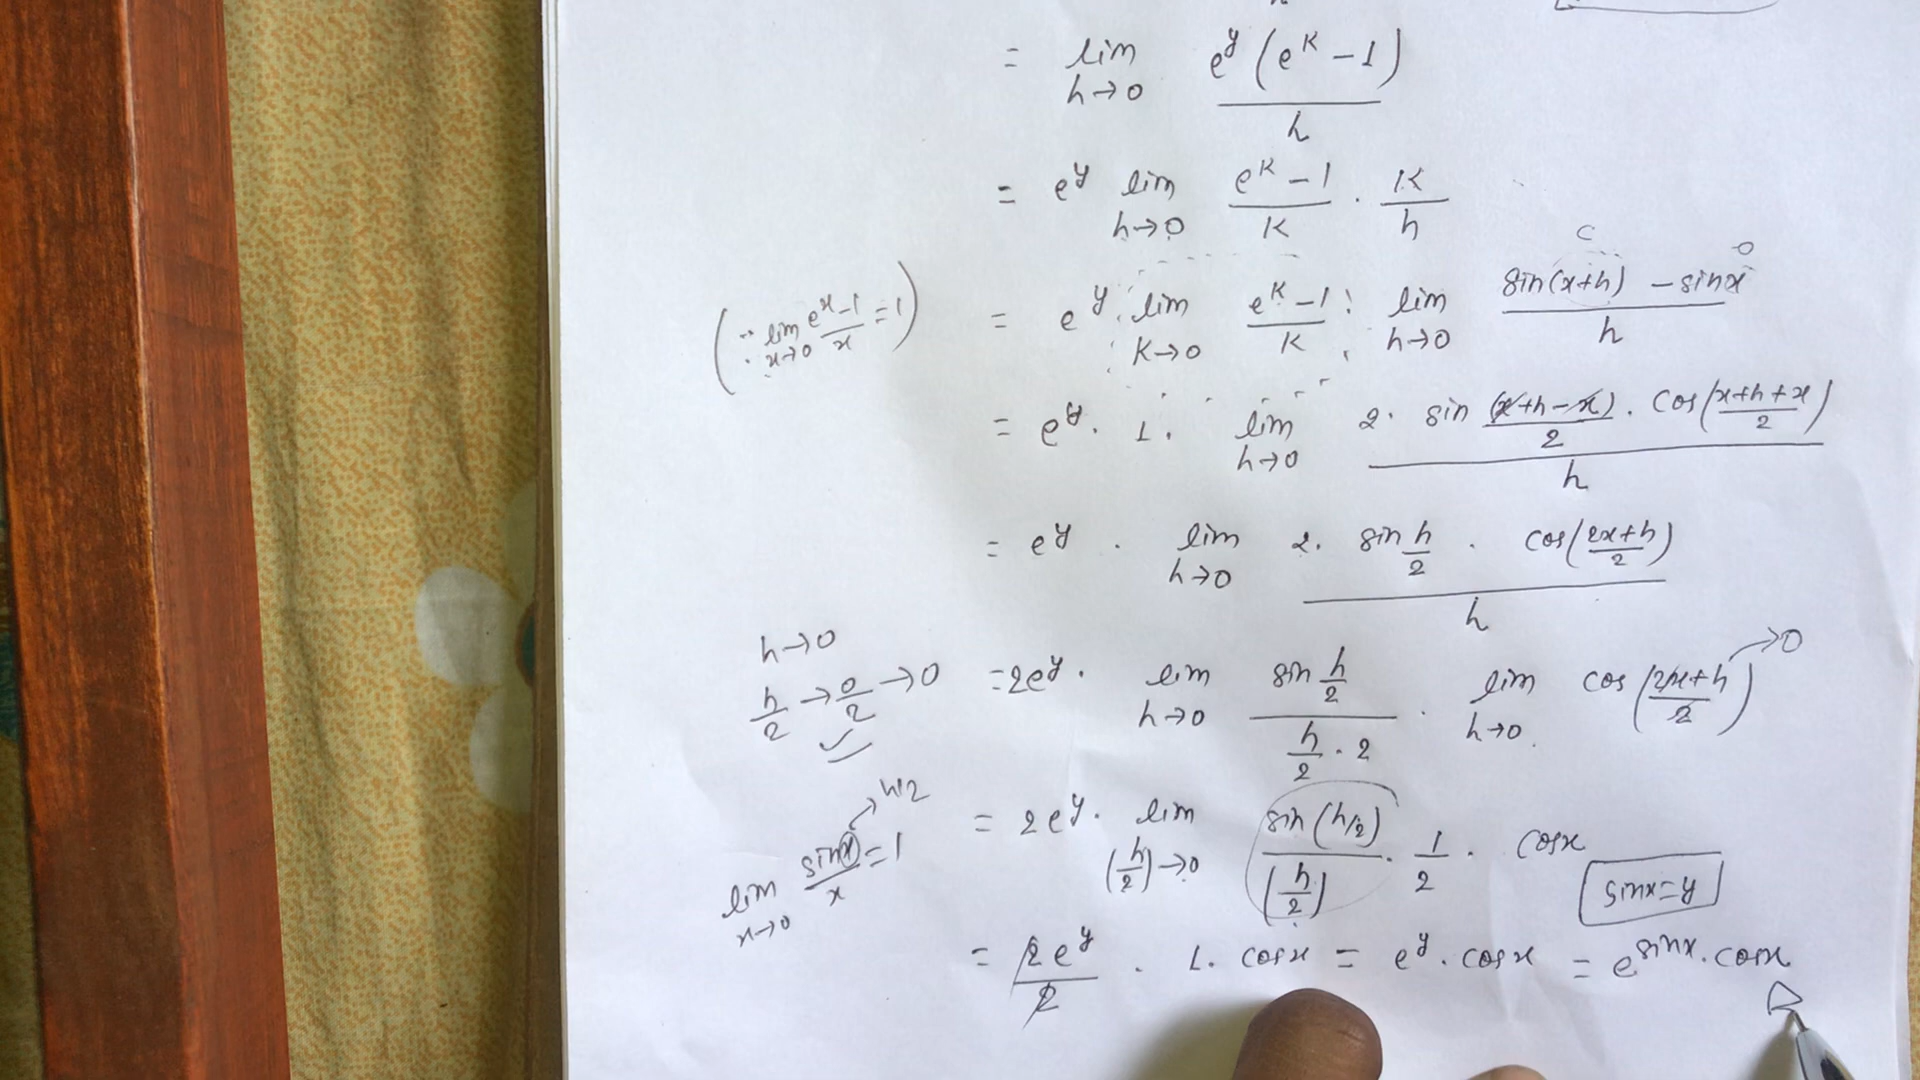 = lim h→0 e^y (e^k − 1) / h
= e^y lim h→0 (e^k − 1)/k · k/h
(∵ lim x→0 (e^x − 1)/x = 1)
= e^y lim k→0 (e^k − 1)/k · lim h→0 (sin(x+h) − sinx)/h
= e^y · 1 · lim h→0 2 · sin (x+h−x)/2 · cos((x+h+x)/2) / h
= e^y · lim h→0 2 · sin h/2 · cos((2x+h)/2) / h
h→0
h/2 → 0/2 → 0
= 2e^y · lim h→0 (sin h/2)/(h/2 · 2) · lim h→0 cos((2x+h)/2) → 0
lim x→0 sin(x)/x = 1 → h/2
= 2e^y · lim (h/2)→0 sin(h/2)/(h/2) · 1/2 · cosx
sinx = y
= 2e^y/2 · 1 · cosx = e^y · cosx = e^sinx · cosx